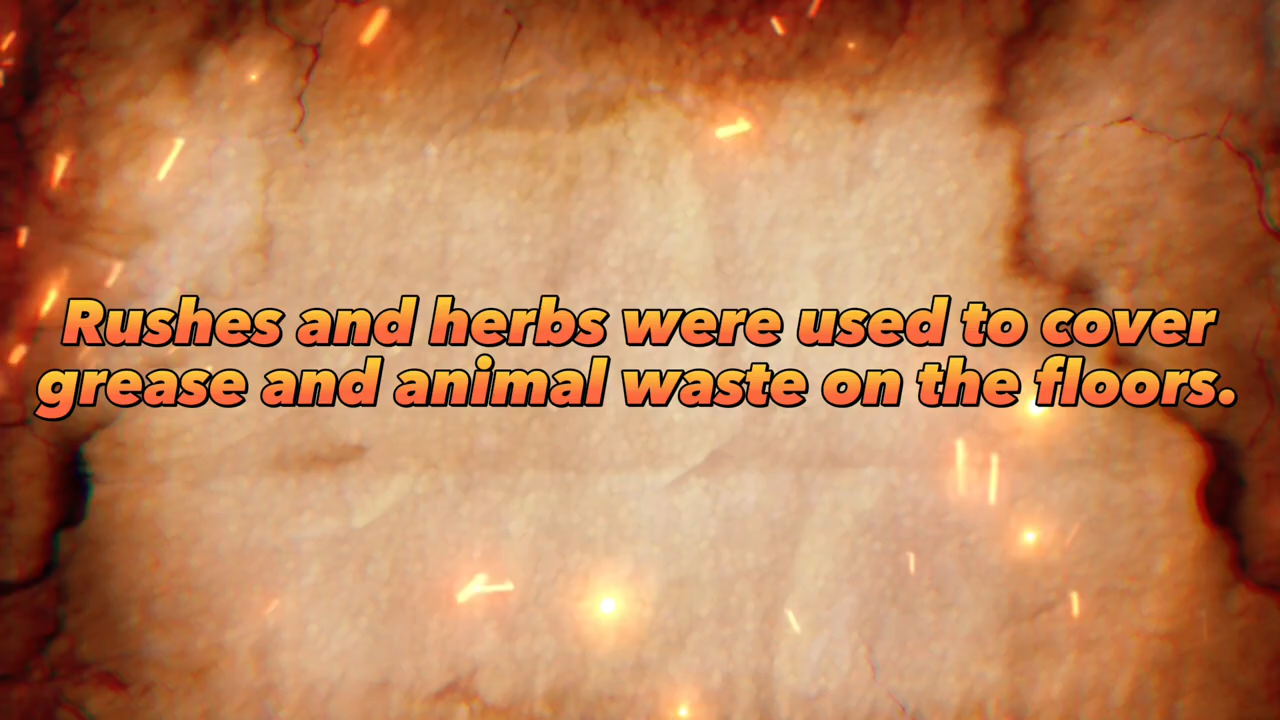 Rushes and herbs were used to cover
grease and animal waste on the floors.